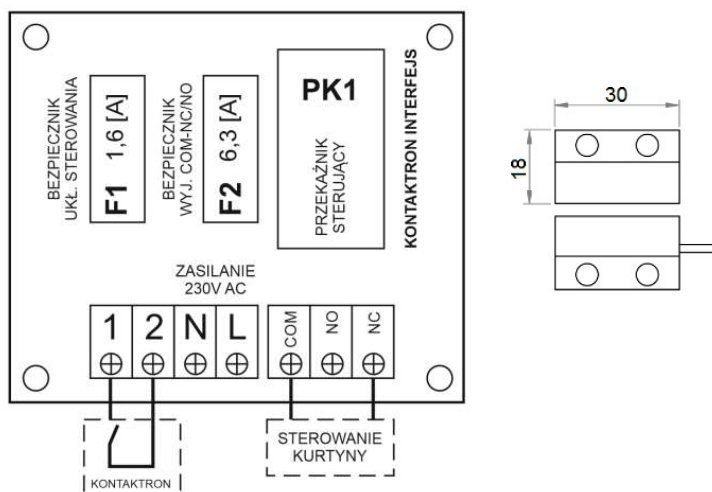 BEZPIECZNIK
UKŁ. STEROWANIA
F1 1,6 [A]
BEZPIECZNIK
WYJ. COM-NC/NO
F2 6,3 [A]
PK1
PRZEKAŹNIK
STERUJĄCY
KONTAKTRON INTERFEJS
30
18
ZASILANIE
230V AC
1 2 N L
COM NO NC
KONTAKTRON
STEROWANIE
KURTYNY